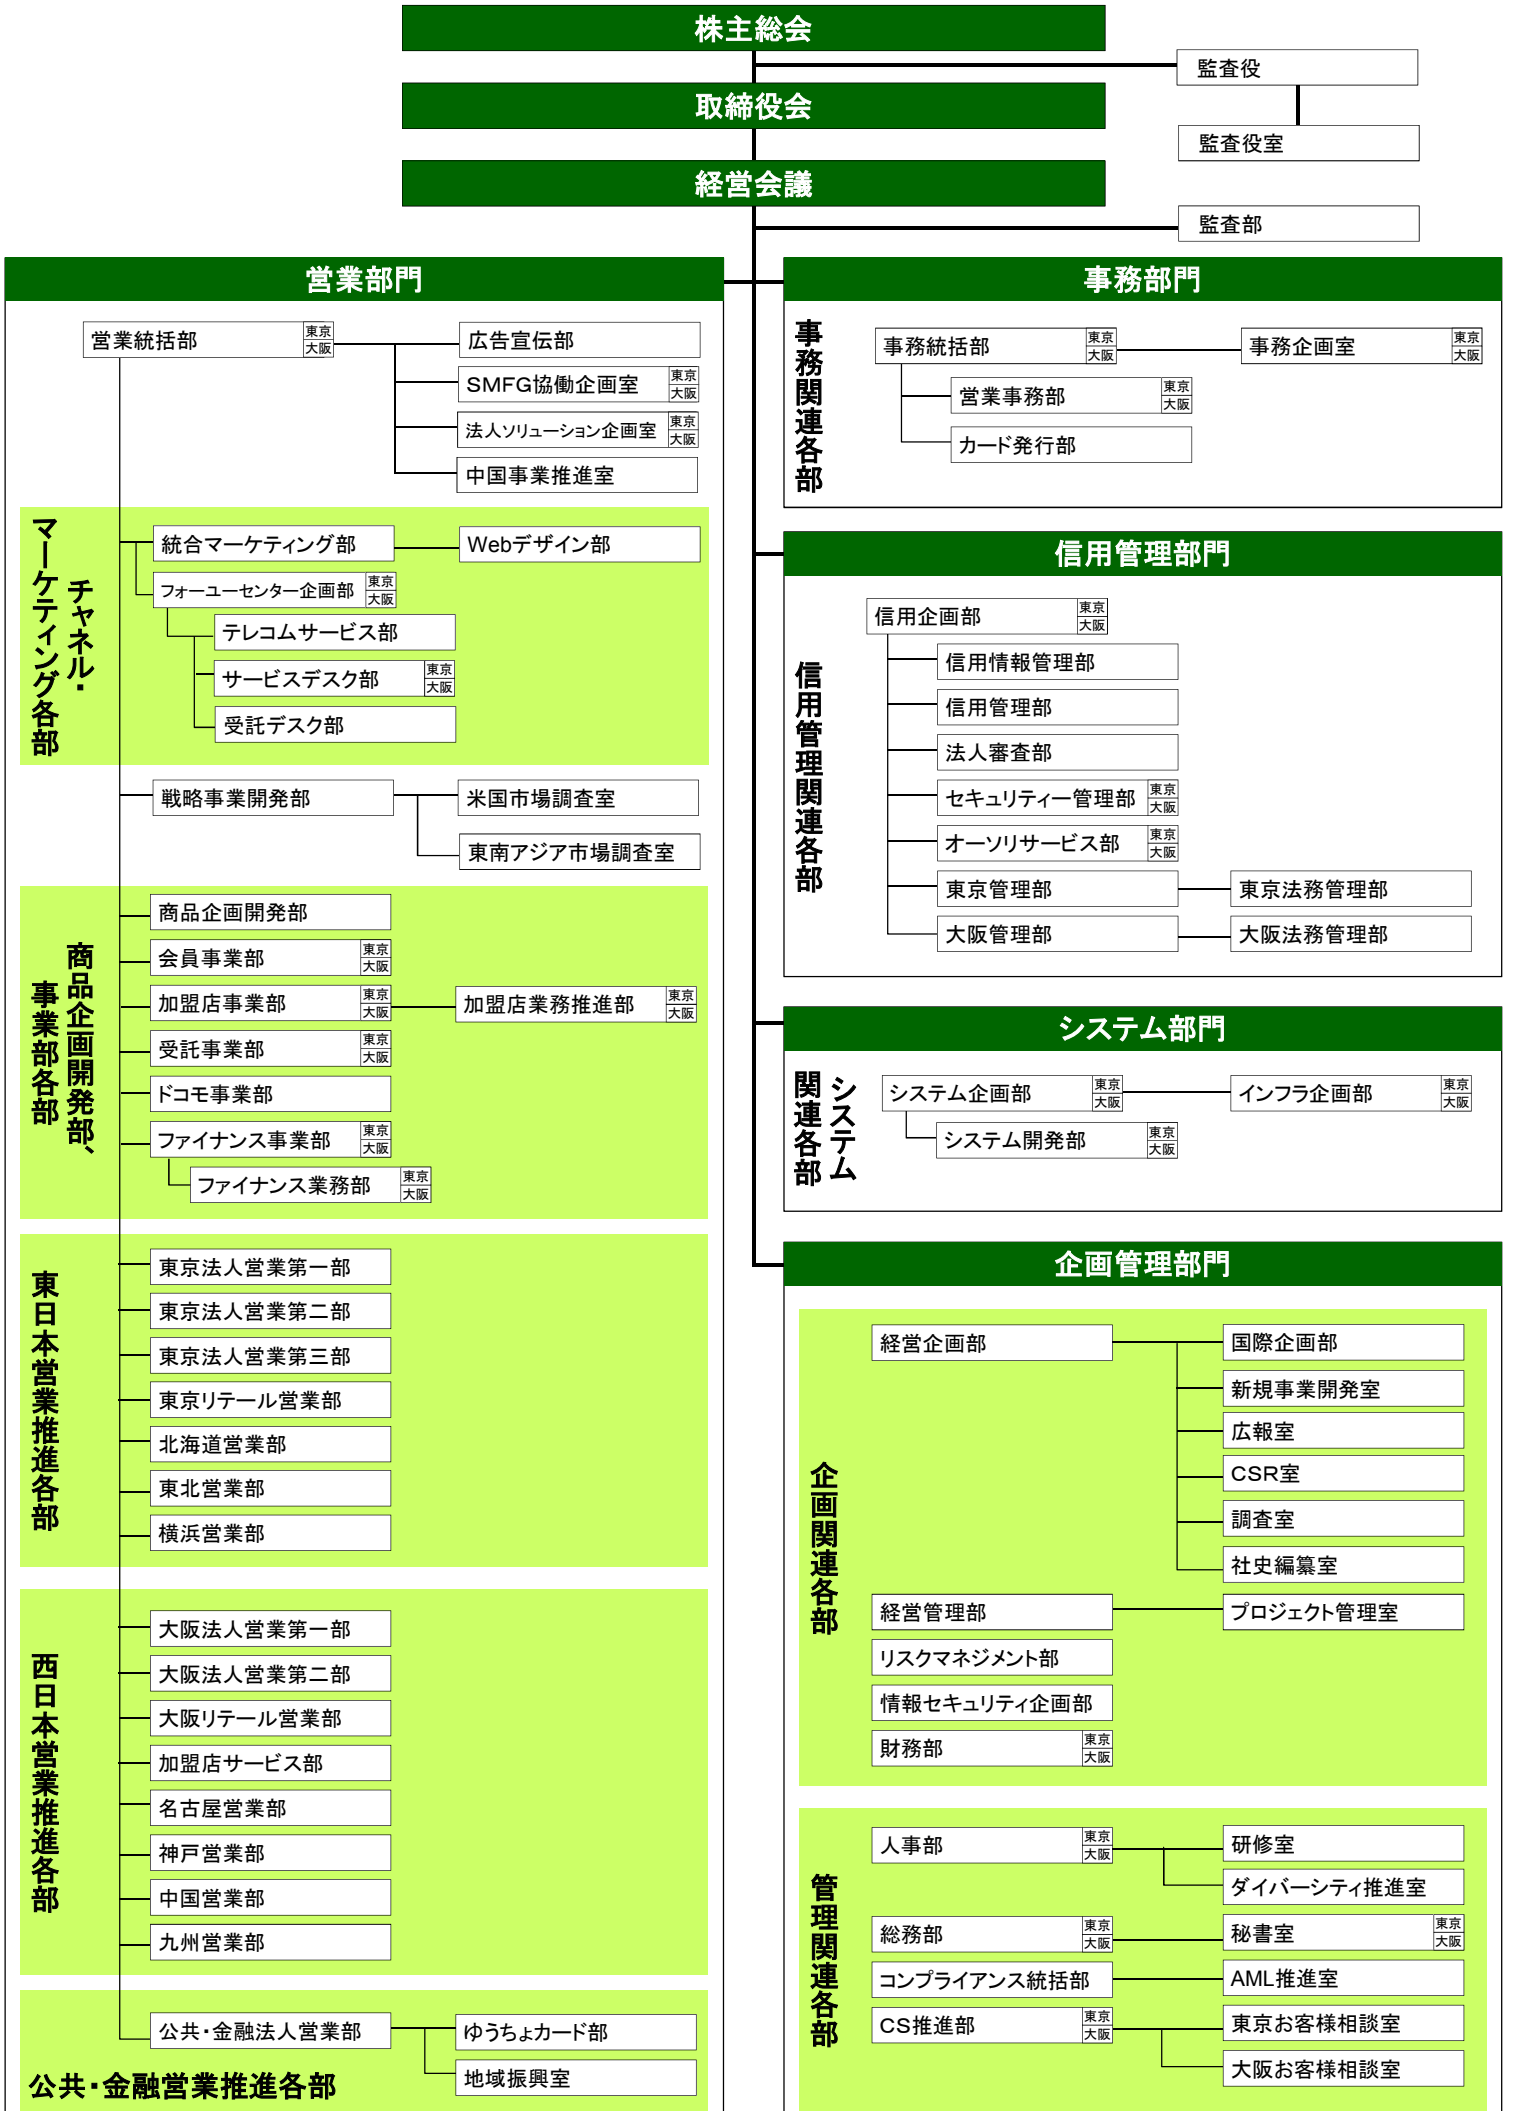 株主総会
監査役
取締役会
監査役室
経営会議
監査部
営業部門
営業統括部
東京
大阪
広告宣伝部
SMFG協働企画室
東京
大阪
法人ソリューション企画室
東京
大阪
中国事業推進室
チャネル・
マーケティング各部
統合マーケティング部
Webデザイン部
フォーユーセンター企画部
東京
大阪
テレコムサービス部
サービスデスク部
東京
大阪
受託デスク部
戦略事業開発部
米国市場調査室
東南アジア市場調査室
商品企画開発部、
事業部各部
商品企画開発部
会員事業部
東京
大阪
加盟店事業部
東京
大阪
加盟店業務推進部
東京
大阪
受託事業部
東京
大阪
ドコモ事業部
ファイナンス事業部
東京
大阪
ファイナンス業務部
東京
大阪
東日本営業推進各部
東京法人営業第一部
東京法人営業第二部
東京法人営業第三部
東京リテール営業部
北海道営業部
東北営業部
横浜営業部
西日本営業推進各部
大阪法人営業第一部
大阪法人営業第二部
大阪リテール営業部
加盟店サービス部
名古屋営業部
神戸営業部
中国営業部
九州営業部
公共・金融法人営業部
ゆうちょカード部
地域振興室
公共・金融営業推進各部
事務部門
事務関連各部
事務統括部
東京
大阪
事務企画室
東京
大阪
営業事務部
東京
大阪
カード発行部
信用管理部門
信用管理関連各部
信用企画部
東京
大阪
信用情報管理部
信用管理部
法人審査部
セキュリティー管理部
東京
大阪
オーソリサービス部
東京
大阪
東京管理部
東京法務管理部
大阪管理部
大阪法務管理部
システム部門
システム
関連各部
システム企画部
東京
大阪
インフラ企画部
東京
大阪
システム開発部
東京
大阪
企画管理部門
企画関連各部
経営企画部
国際企画部
新規事業開発室
広報室
CSR室
調査室
社史編纂室
経営管理部
プロジェクト管理室
リスクマネジメント部
情報セキュリティ企画部
財務部
東京
大阪
管理関連各部
人事部
東京
大阪
研修室
ダイバーシティ推進室
総務部
東京
大阪
秘書室
東京
大阪
コンプライアンス統括部
AML推進室
CS推進部
東京
大阪
東京お客様相談室
大阪お客様相談室